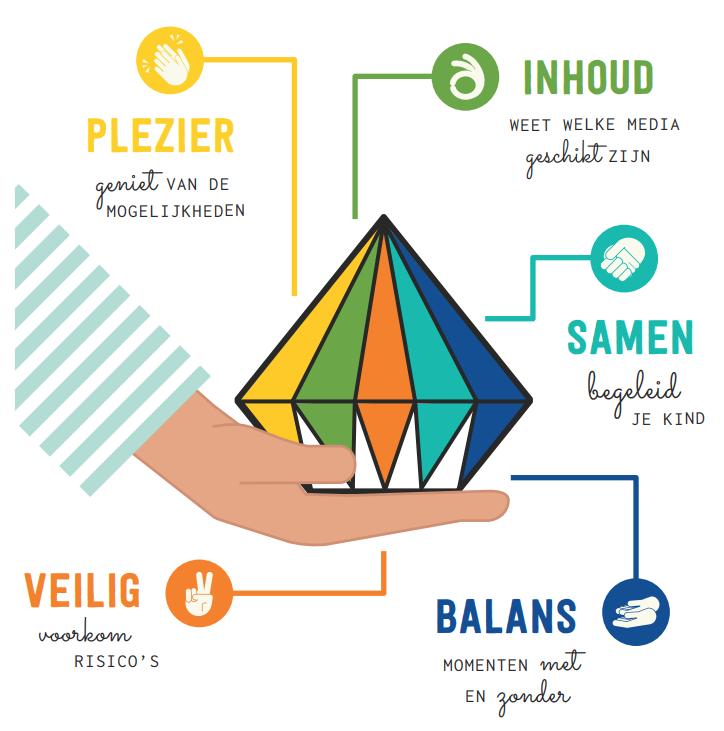 PLEZIER
geniet VAN DE
MOGELIJKHEDEN
INHOUD
WEET WELKE MEDIA
geschikt ZIJN
SAMEN
begeleid
JE KIND
VEILIG
voorkom
RISICO'S
BALANS
MOMENTEN met
EN zonder